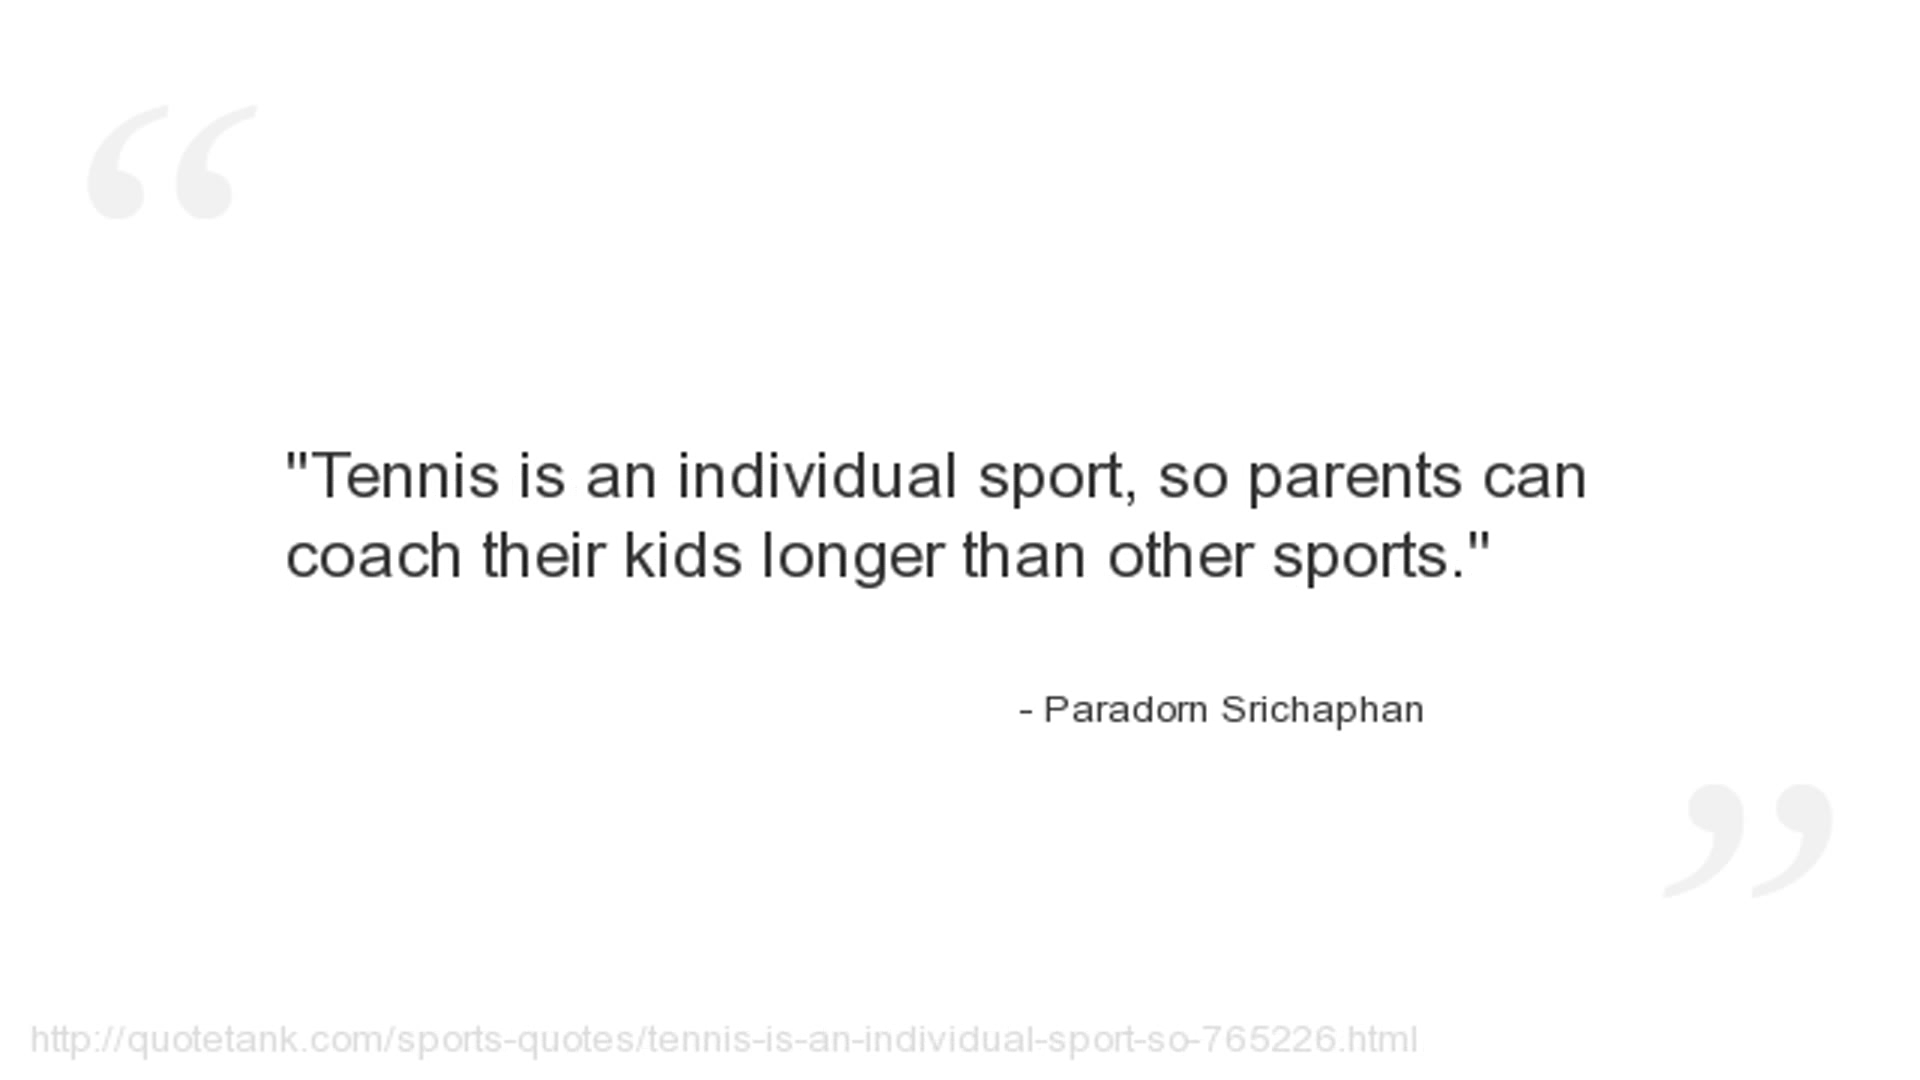 "Tennis is an individual sport, so parents can
coach their kids longer than other sports."
- Paradorn Srichaphan
http://quotetank.com/sports-quotes/tennis-is-an-individual-sport-so-765226.html